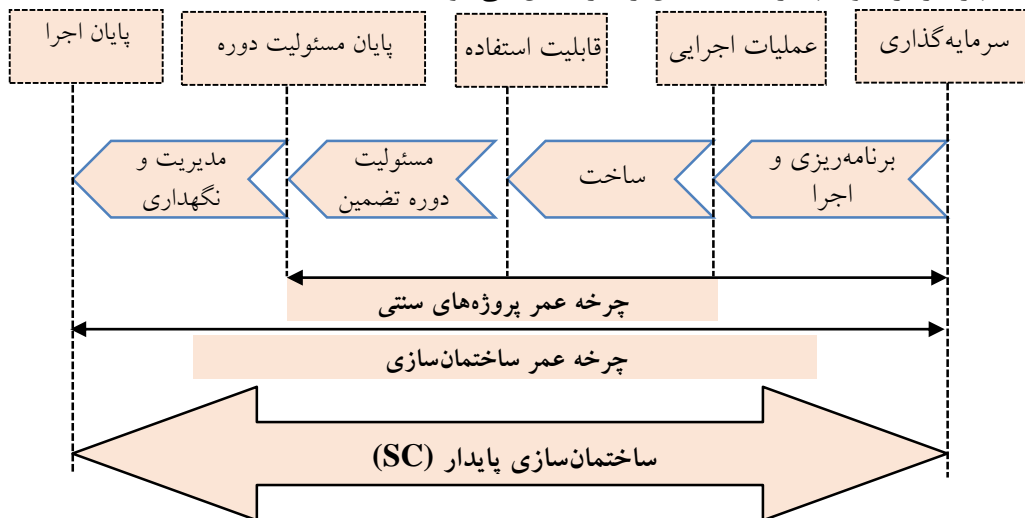 سرمایه‌گذاری
عملیات اجرایی
قابلیت استفاده
پایان مسئولیت دوره
پایان اجرا
برنامه‌ریزی و
اجرا
ساخت
مسئولیت
دوره تضمین
مدیریت و
نگهداری
چرخه عمر پروژه‌های سنتی
چرخه عمر ساختمان‌سازی
ساختمان‌سازی پایدار (SC)